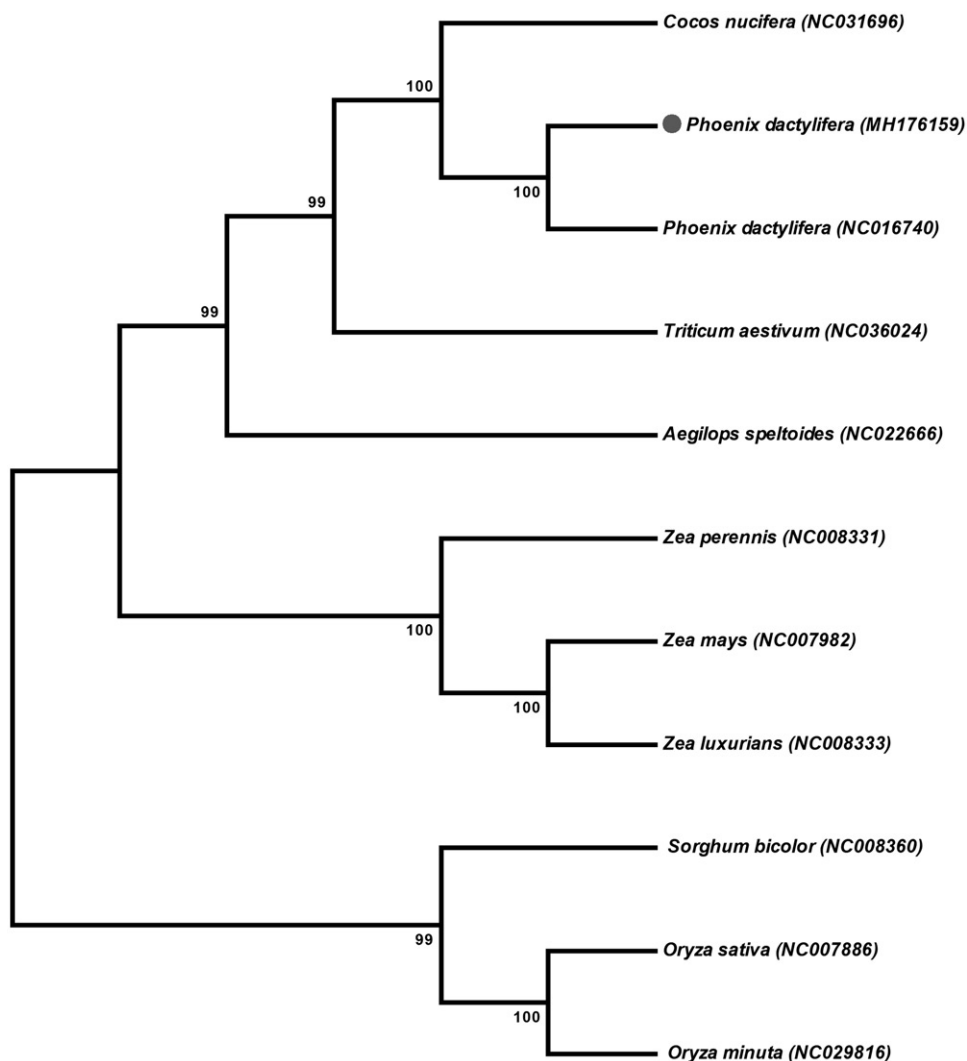 Cocos nucifera (NC031696)
100
Phoenix dactylifera (MH176159)
100
99
Phoenix dactylifera (NC016740)
99
Triticum aestivum (NC036024)
Aegilops speltoides (NC022666)
Zea perennis (NC008331)
100
Zea mays (NC007982)
100
Zea luxurians (NC008333)
Sorghum bicolor (NC008360)
99
Oryza sativa (NC007886)
100
Oryza minuta (NC029816)